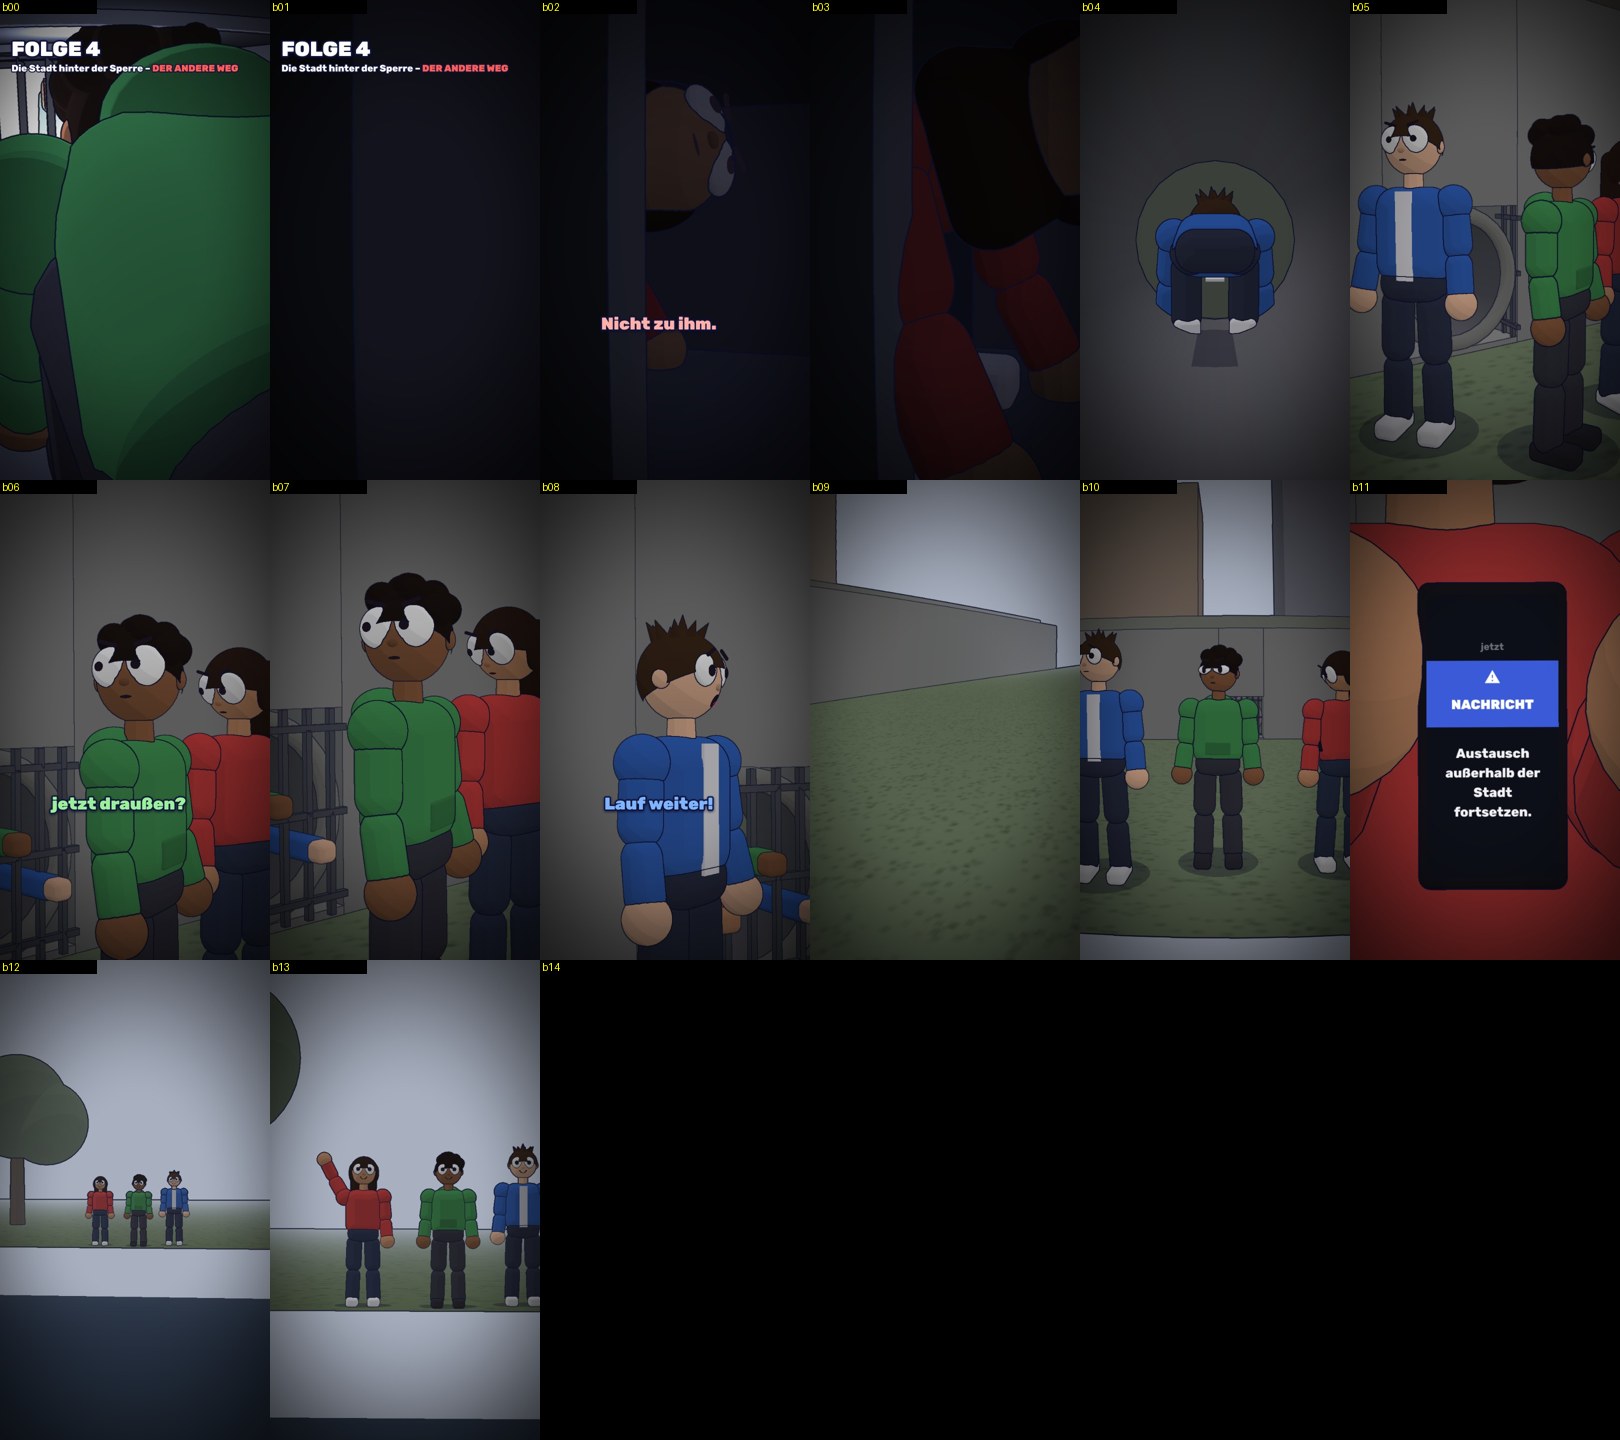 b00
FOLGE 4
Die Stadt hinter der Sperre – DER ANDERE WEG
b01
FOLGE 4
Die Stadt hinter der Sperre – DER ANDERE WEG
b02
Nicht zu ihm.
b03
b04
b05
b06
jetzt draußen?
b07
b08
Lauf weiter!
b09
b10
b11
jetzt
NACHRICHT
Austausch
außerhalb der
Stadt
fortsetzen.
b12
b13
b14